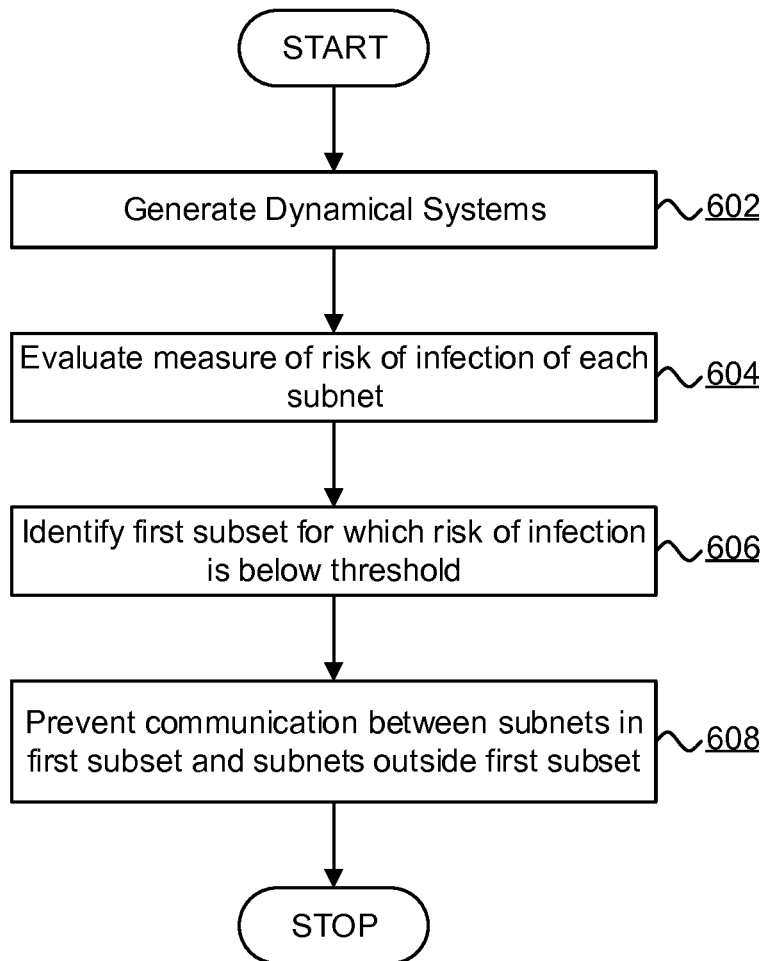 START
Generate Dynamical Systems
602
Evaluate measure of risk of infection of each
subnet
604
Identify first subset for which risk of infection
is below threshold
606
Prevent communication between subnets in
first subset and subnets outside first subset
608
STOP